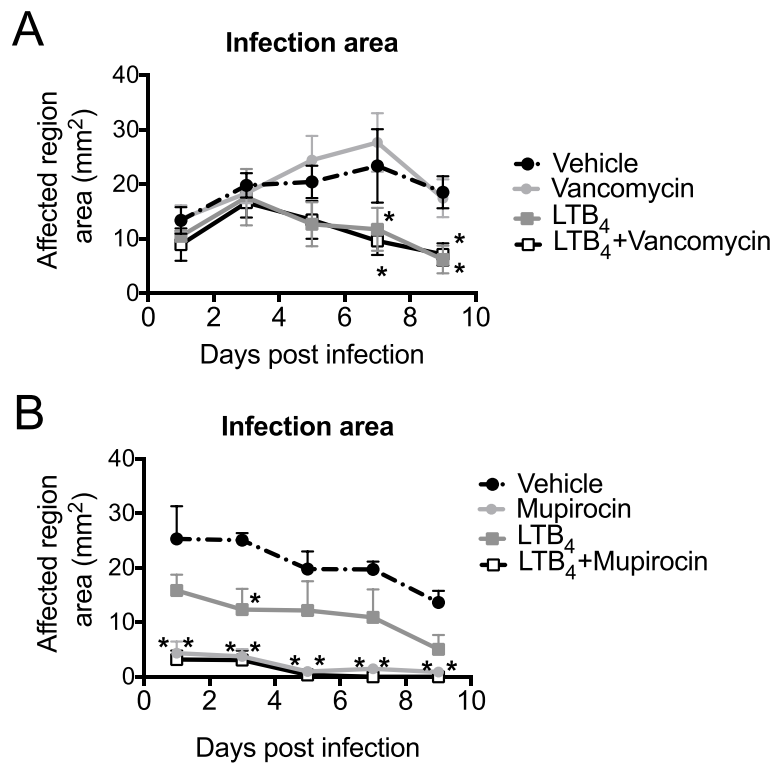 A
Infection area
Affected region
area (mm²)
40
30
20
10
0
*
*
*
*
0 2 4 6 8 10
Days post infection
Vehicle
Vancomycin
LTB₄
LTB₄+Vancomycin
B
Infection area
Affected region
area (mm²)
40
30
20
10
0
*
* * * * * * * * * *
0 2 4 6 8 10
Days post infection
Vehicle
Mupirocin
LTB₄
LTB₄+Mupirocin